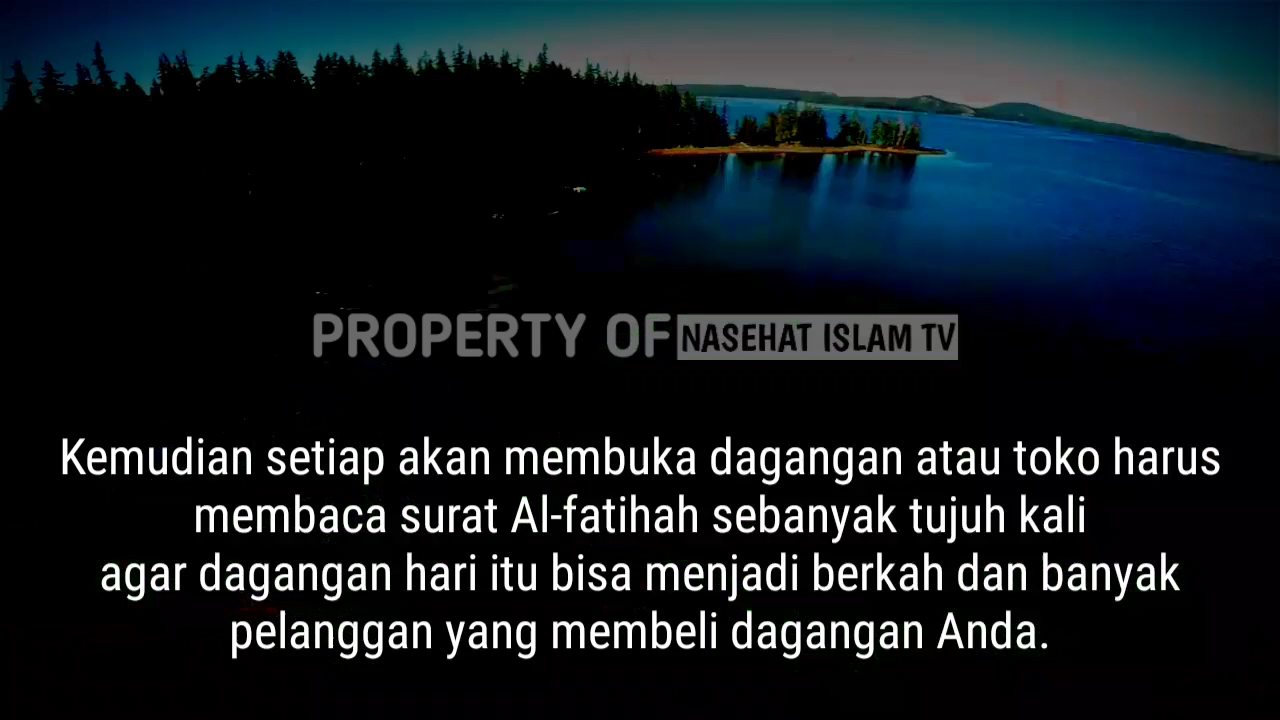 PROPERTY OF NASEHAT ISLAM TV
Kemudian setiap akan membuka dagangan atau toko harus
membaca surat Al-fatihah sebanyak tujuh kali
agar dagangan hari itu bisa menjadi berkah dan banyak
pelanggan yang membeli dagangan Anda.